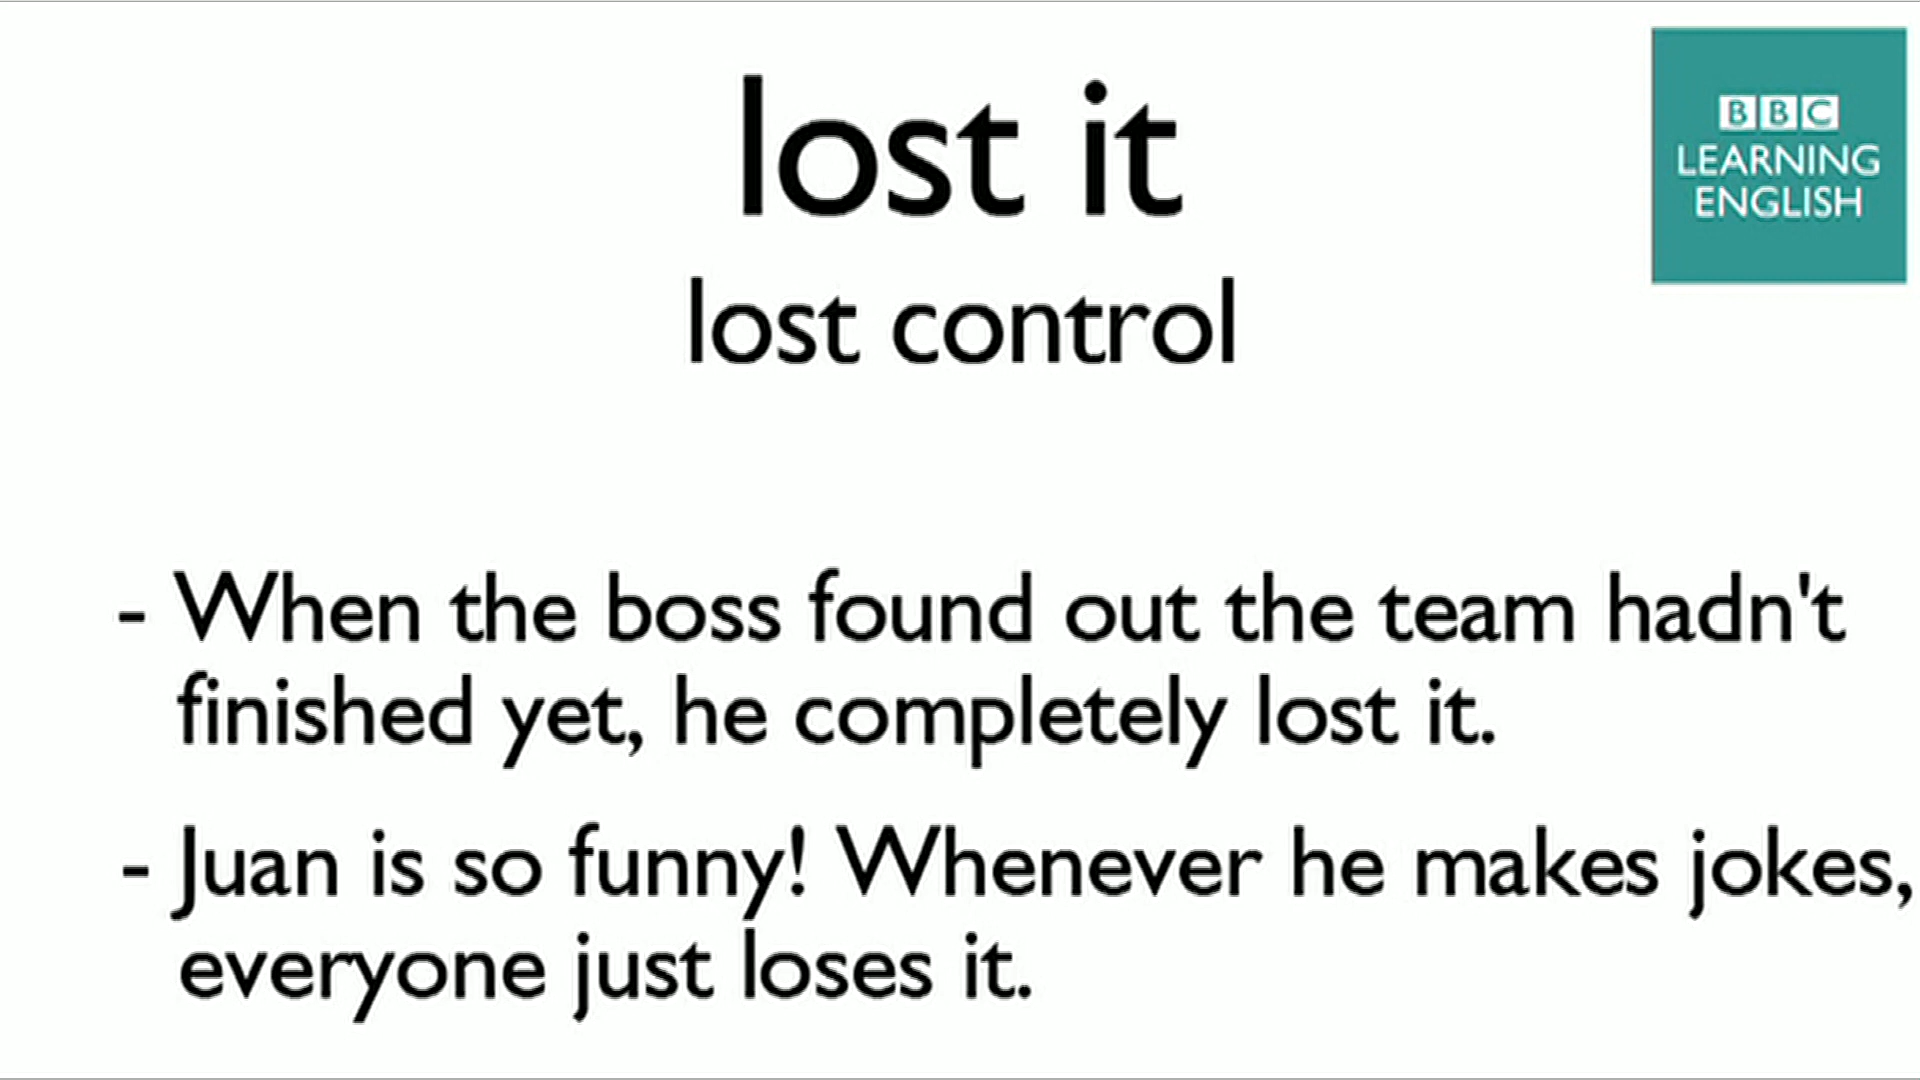 lost it
BBC
LEARNING
ENGLISH
lost control
- When the boss found out the team hadn't
finished yet, he completely lost it.
- Juan is so funny! Whenever he makes jokes,
everyone just loses it.